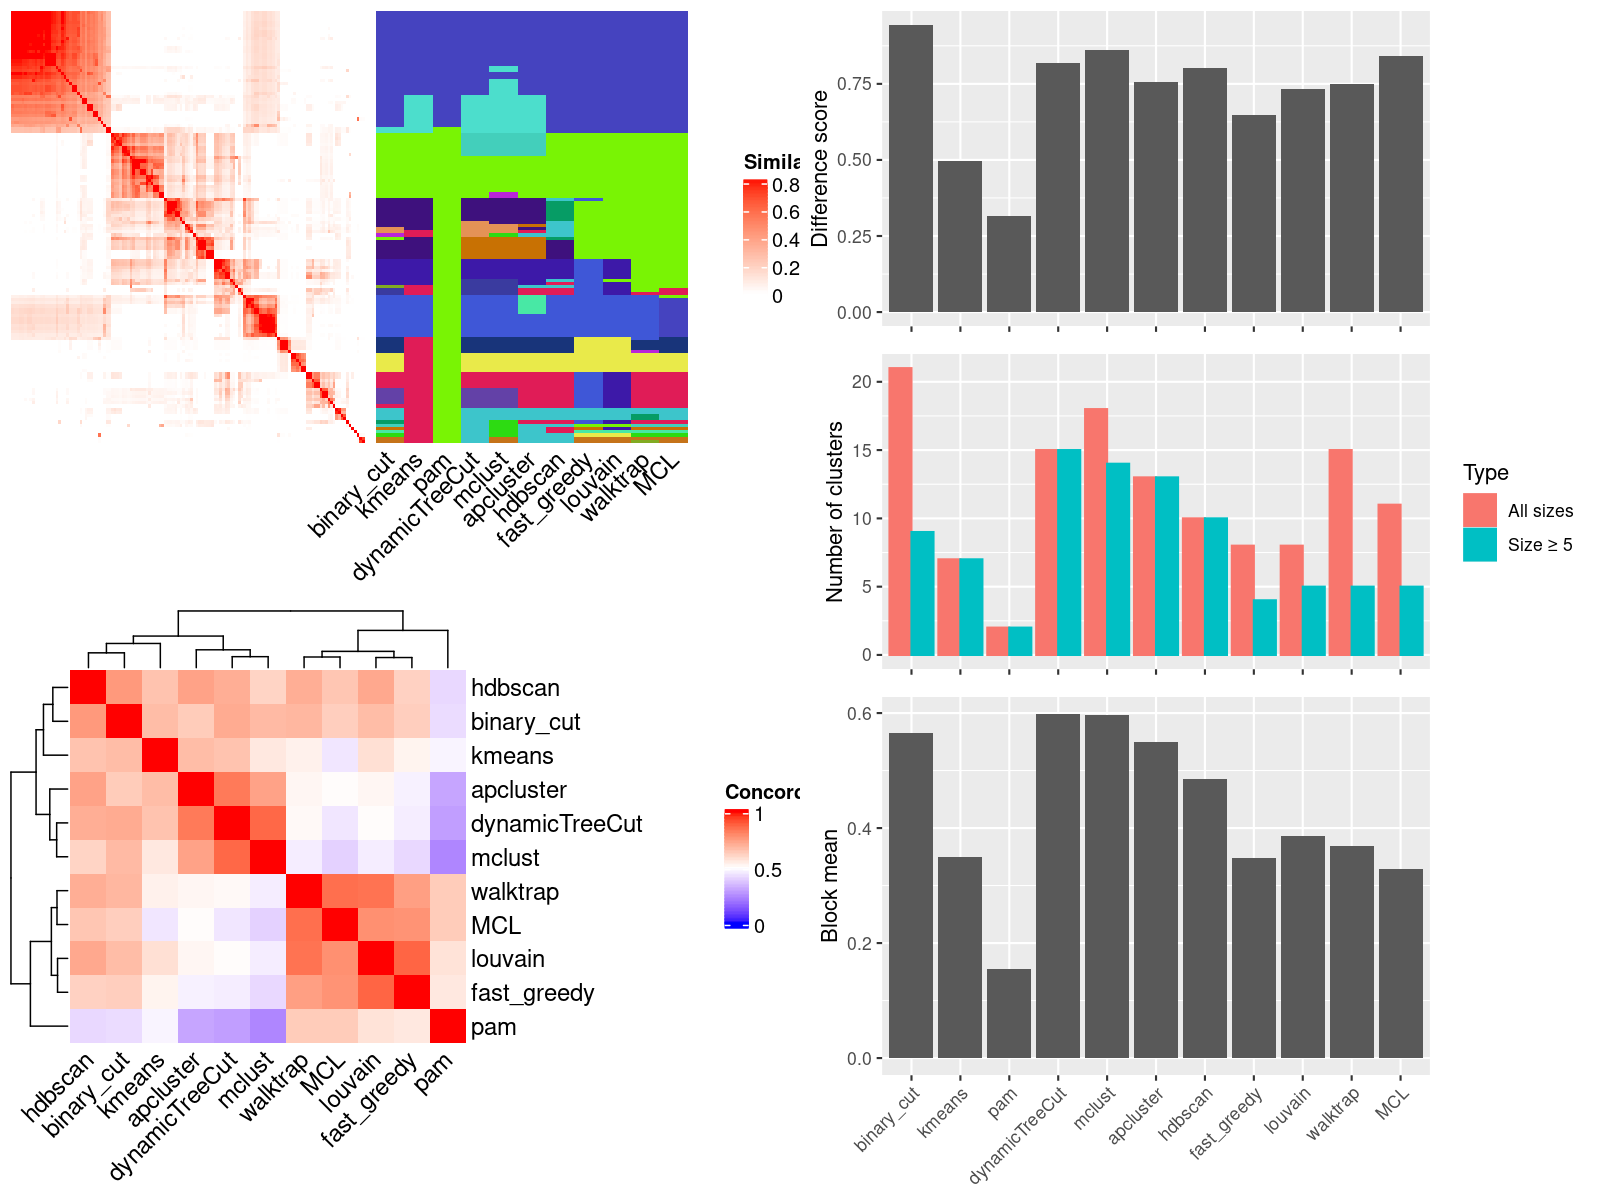 Simila
0.8
0.6
0.4
0.2
0
binary_cut
kmeans
pam
dynamicTreeCut
mclust
apcluster
hdbscan
fast_greedy
louvain
walktrap
MCL
hdbscan
binary_cut
kmeans
apcluster
dynamicTreeCut
mclust
walktrap
MCL
louvain
fast_greedy
pam
hdbscan
binary_cut
kmeans
apcluster
dynamicTreeCut
mclust
walktrap
MCL
louvain
fast_greedy
pam
Concord
1
0.5
0
Difference score
0.75
0.50
0.25
0.00
Number of clusters
20
15
10
5
0
Type
All sizes
Size ≥ 5
Block mean
0.6
0.4
0.2
0.0
binary_cut
kmeans
pam
dynamicTreeCut
mclust
apcluster
hdbscan
fast_greedy
louvain
walktrap
MCL